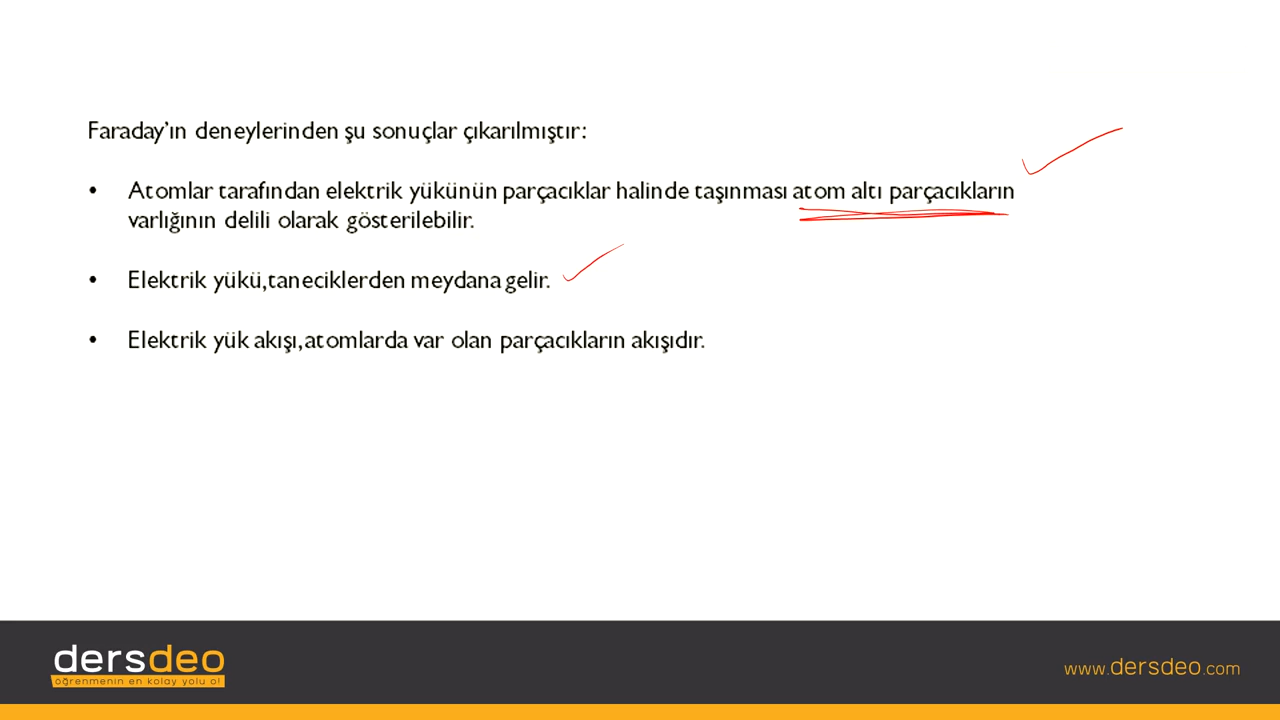 Faraday'ın deneylerinden şu sonuçlar çıkarılmıştır:
• Atomlar tarafından elektrik yükünün parçacıklar halinde taşınması atom altı parçacıkların
varlığının delili olarak gösterilebilir.
• Elektrik yükü,taneciklerden meydana gelir.
• Elektrik yük akışı,atomlarda var olan parçacıkların akışıdır.
dersdeo
öğrenmenin en kolay yolu o!
www.dersdeo.com